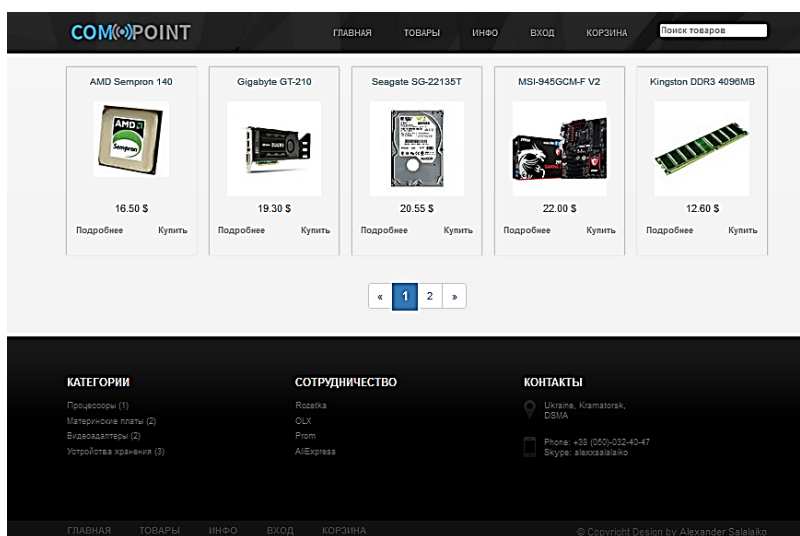 COM POINT
ГЛАВНАЯ ТОВАРЫ ИНФО ВХОД КОРЗИНА Поиск товаров
AMD Sempron 140 Gigabyte GT-210 Seagate SG-22135T MSI-945GCM-F V2 Kingston DDR3 4096MB
AMD
Sempron
QUADRO
16.50 $ 19.30 $ 20.55 $ 22.00 $ 12.60 $
Подробнее Купить Подробнее Купить Подробнее Купить Подробнее Купить Подробнее Купить
« 1 2 »
КАТЕГОРИИ СОТРУДНИЧЕСТВО КОНТАКТЫ
Процессоры (1) Rozetka Ukraine, Kramatorsk,
Материнские платы (2) OLX DSMA
Видеоадаптеры (2) Prom Phone: +38 (050)-032-40-47
Устройства хранения (3) AliExpress Skype: alexxsalalaiko
ГЛАВНАЯ ТОВАРЫ ИНФО ВХОД КОРЗИНА © Copyright Design by Alexander Salalaiko